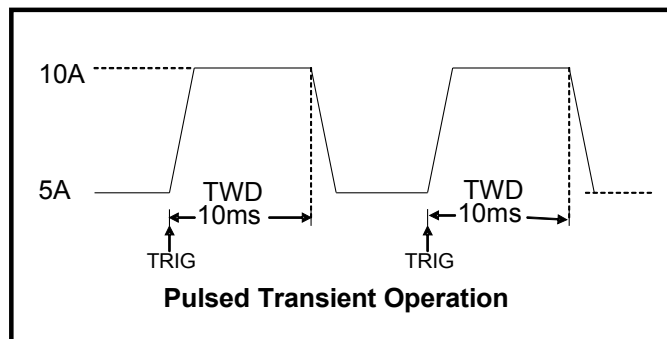 10A
5A
TWD
10ms
TWD
10ms
TRIG
TRIG
Pulsed Transient Operation